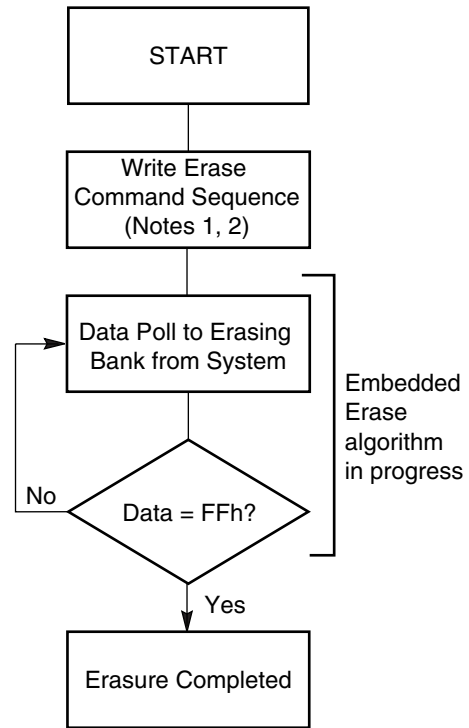 START
Write Erase
Command Sequence
(Notes 1, 2)
Data Poll to Erasing
Bank from System
Embedded
Erase
algorithm
in progress
No
Data = FFh?
Yes
Erasure Completed